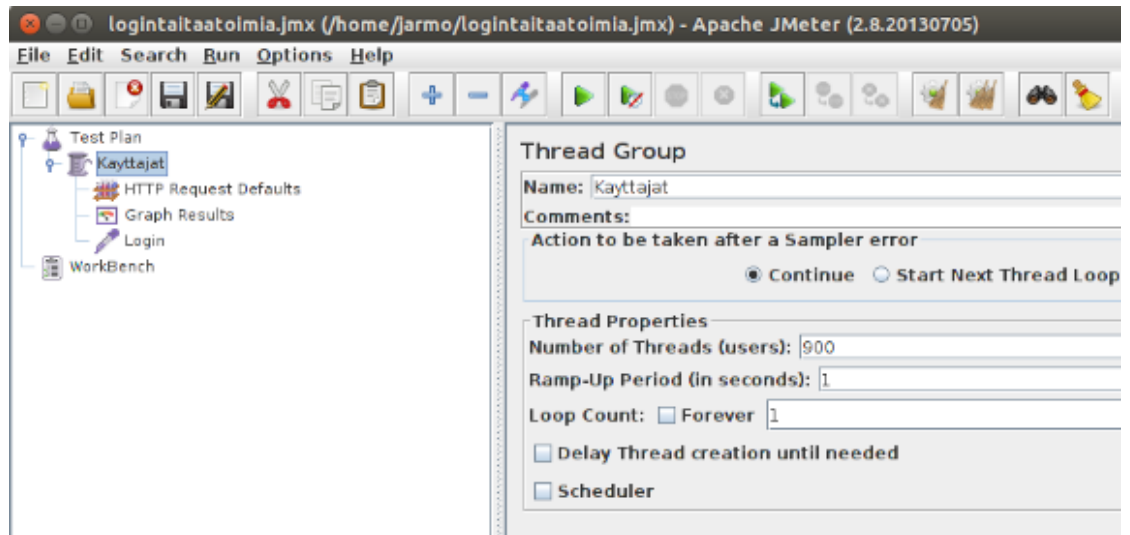 logintaitaatoimia.jmx (/home/jarmo/logintaitaatoimia.jmx) - Apache JMeter (2.8.20130705)
File Edit Search Run Options Help
Test Plan
Kayttajat
HTTP Request Defaults
Graph Results
Login
WorkBench
Thread Group
Name: Kayttajat
Comments:
Action to be taken after a Sampler error
Continue Start Next Thread Loop
Thread Properties
Number of Threads (users): 900
Ramp-Up Period (in seconds): 1
Loop Count: Forever 1
Delay Thread creation until needed
Scheduler